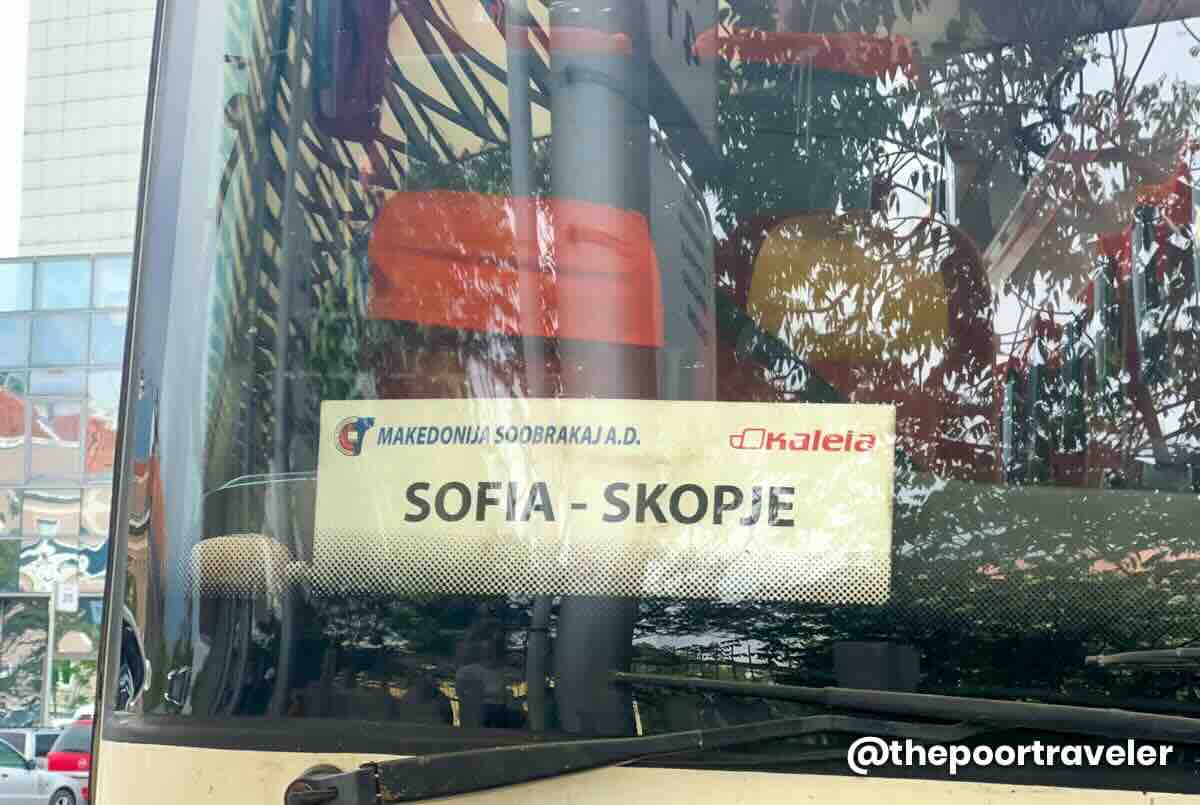 MAKEDONIJA SOOBRAKAJ A.D.
Kaleia
SOFIA - SKOPJE
@thepoortraveler